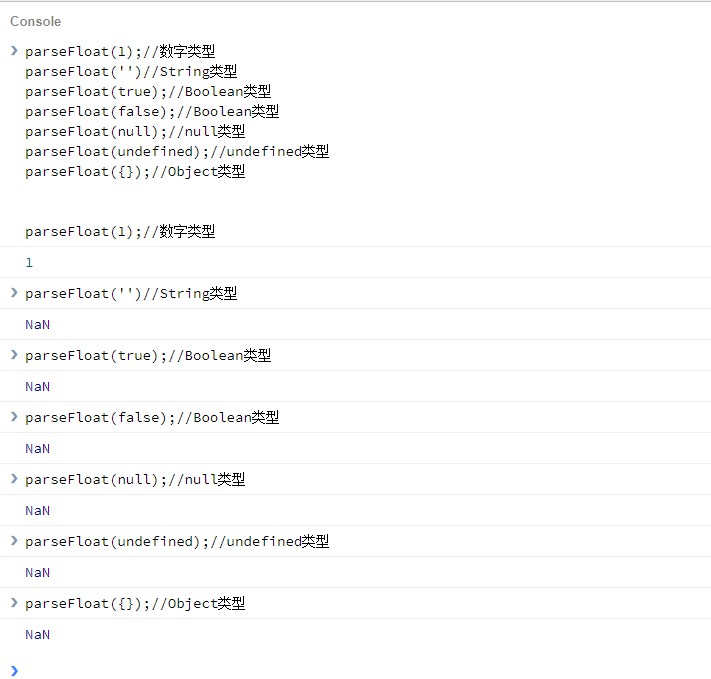 Console
parseFloat(1);//数字类型
parseFloat('')//String类型
parseFloat(true);//Boolean类型
parseFloat(false);//Boolean类型
parseFloat(null);//null类型
parseFloat(undefined);//undefined类型
parseFloat({});//Object类型
parseFloat(1);//数字类型
1
parseFloat('')//String类型
NaN
parseFloat(true);//Boolean类型
NaN
parseFloat(false);//Boolean类型
NaN
parseFloat(null);//null类型
NaN
parseFloat(undefined);//undefined类型
NaN
parseFloat({});//Object类型
NaN